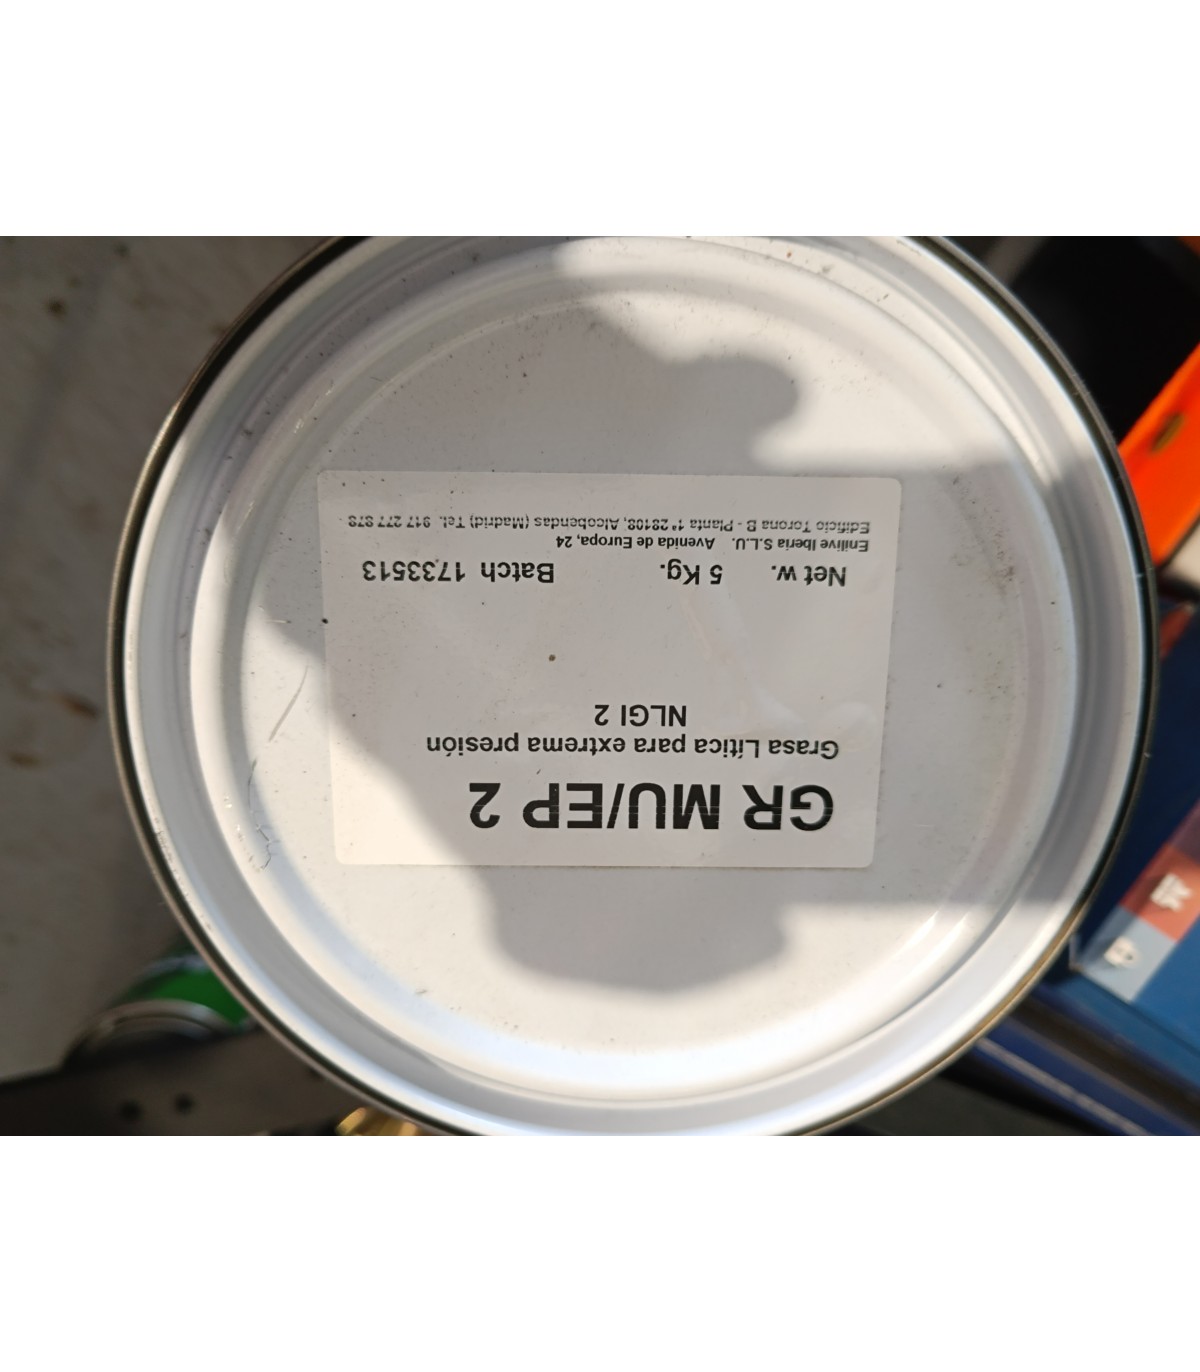 GR MU/EP 2
Grasa Lítica para extrema presión
NLGI 2
Net w. 5 Kg. Batch 1733513
Enilive Iberia S.L.U. Avenida de Europa, 24
Edificio Torona B - Planta 1ª 28108, Alcobendas (Madrid) Tel. 917 277 878 -